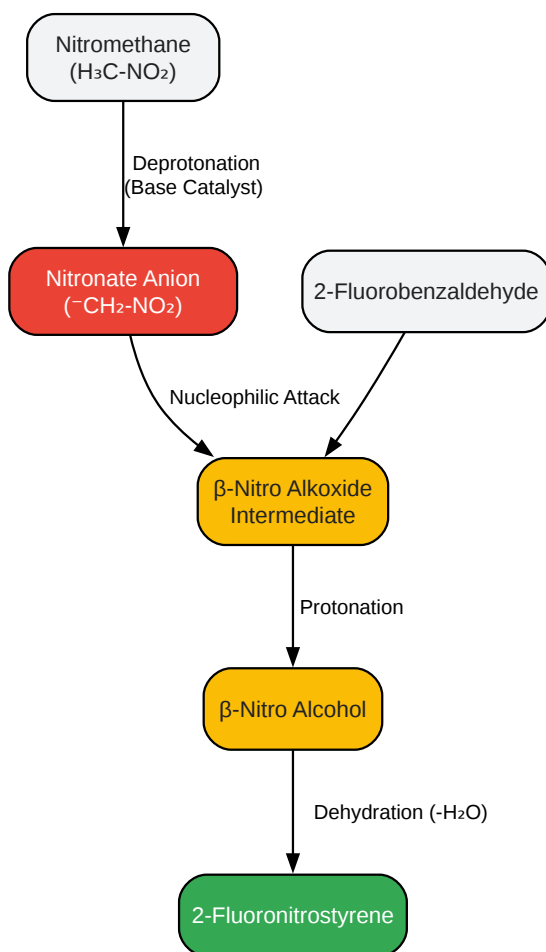 Nitromethane
(H₃C-NO₂)
Deprotonation
(Base Catalyst)
Nitronate Anion
(⁻CH₂-NO₂)
2-Fluorobenzaldehyde
Nucleophilic Attack
β-Nitro Alkoxide
Intermediate
Protonation
β-Nitro Alcohol
Dehydration (-H₂O)
2-Fluoronitrostyrene